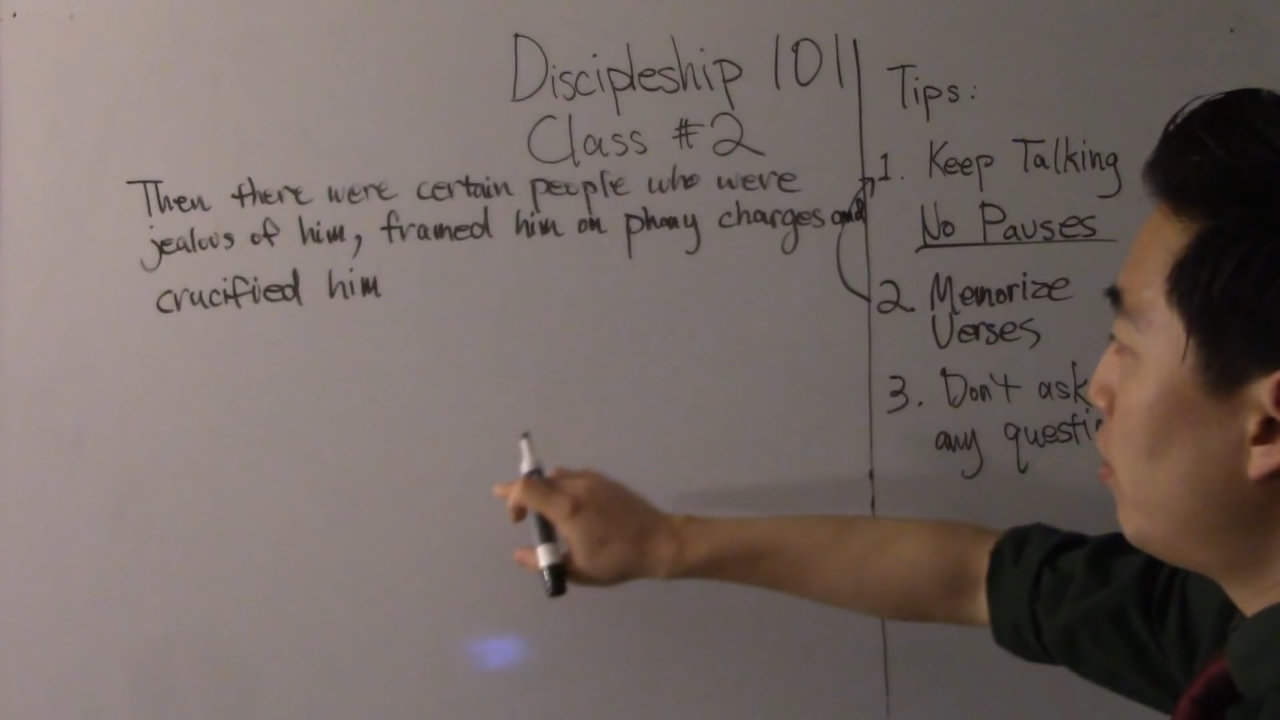 Discipleship 101
Class #2
Then there were certain people who were
jealous of him, framed him on phony charges and
crucified him
Tips:
1. Keep Talking
No Pauses
2. Memorize
Verses
3. Don't ask
any